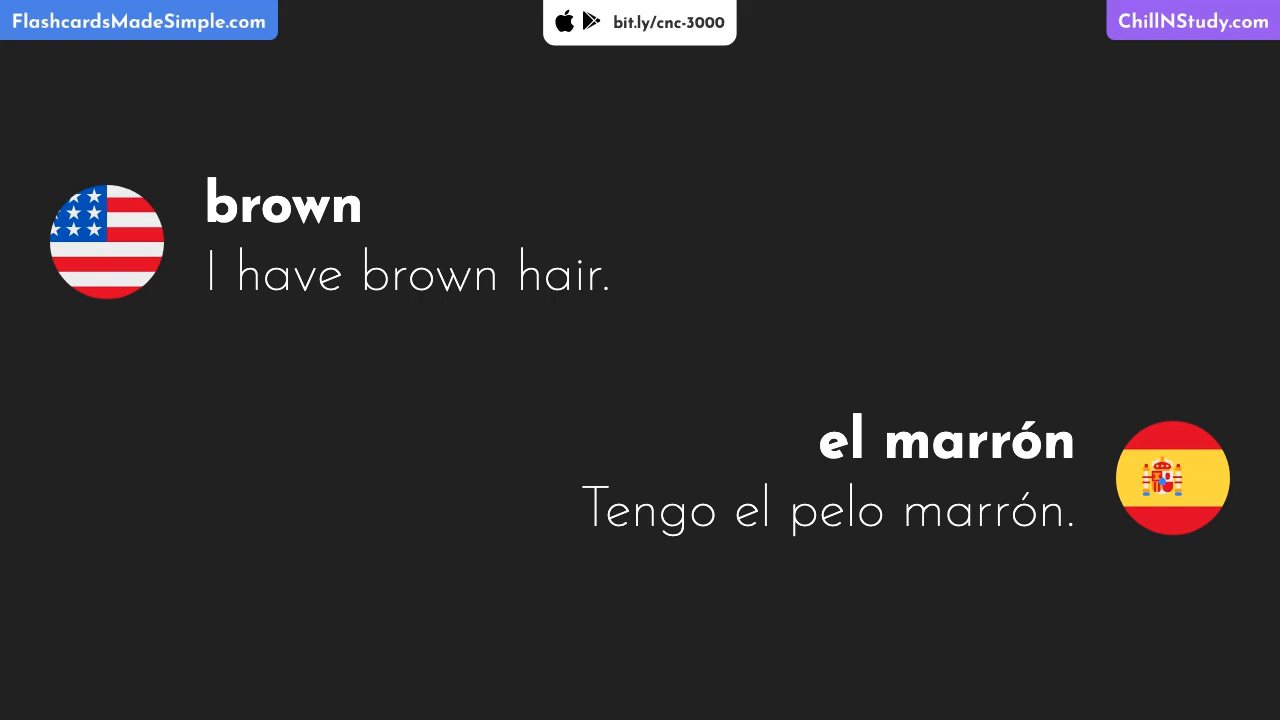 FlashcardsMadeSimple.com
bit.ly/cnc-3000
ChillNStudy.com
brown
I have brown hair.
el marrón
Tengo el pelo marrón.